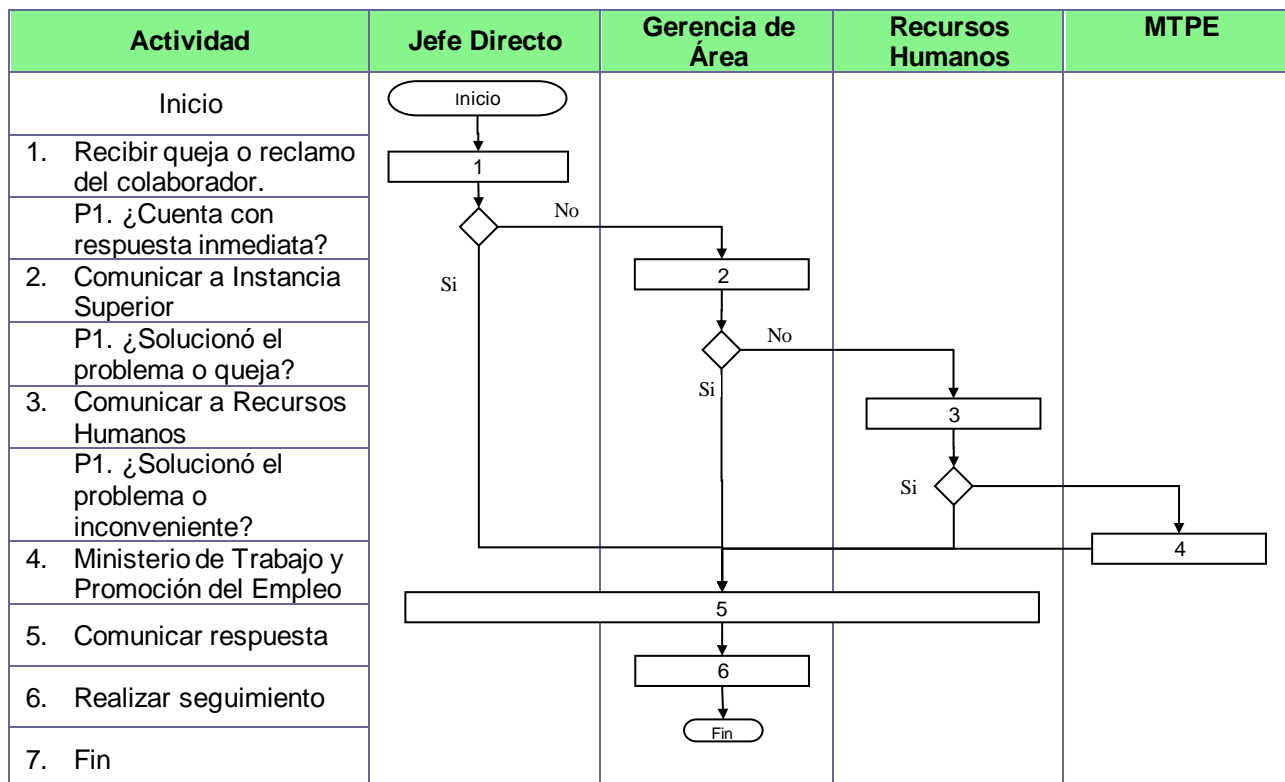 Actividad
Jefe Directo
Gerencia de
Área
Recursos
Humanos
MTPE
Inicio
Inicio
1. Recibir queja o reclamo
del colaborador.
1
P1. ¿Cuenta con
respuesta inmediata?
No
Si
2. Comunicar a Instancia
Superior
2
P1. ¿Solucionó el
problema o queja?
No
Si
3. Comunicar a Recursos
Humanos
3
P1. ¿Solucionó el
problema o
inconveniente?
Si
4. Ministerio de Trabajo y
Promoción del Empleo
4
5. Comunicar respuesta
5
6. Realizar seguimiento
6
7. Fin
Fin